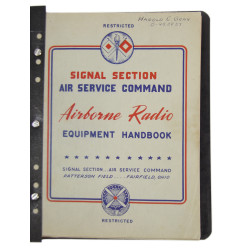 RESTRICTED
SIGNAL SECTION
AIR SERVICE COMMAND
Airborne Radio
EQUIPMENT HANDBOOK
SIGNAL SECTION . AIR SERVICE COMMAND
PATTERSON FIELD .... FAIRFIELD, OHIO
RESTRICTED